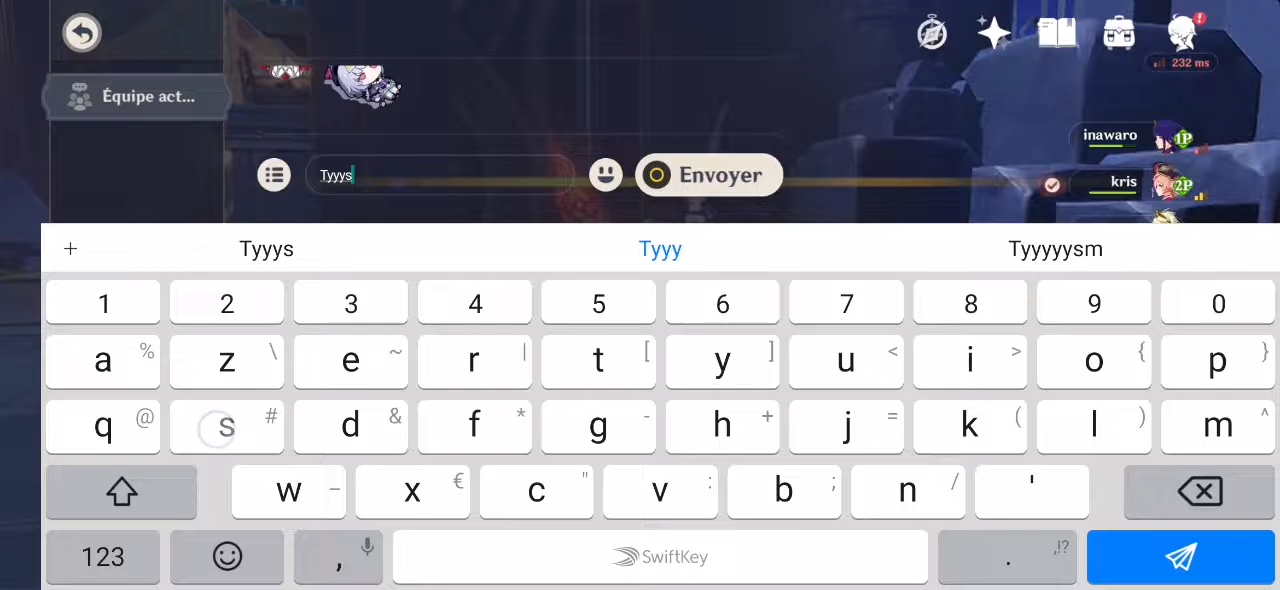 232 ms
Équipe act...
inawaro 1P
Tyyys
Envoyer
kris 2P
+ Tyyys Tyyy Tyyyyysm
1 2 3 4 5 6 7 8 9 0
a % z \ e ~ r | t [ y ] u < i > o { p }
q @ s # d & f * g - h + j = k ( l ) m ^
w _ x € c " v : b ; n / '
123 , SwiftKey . ,!?